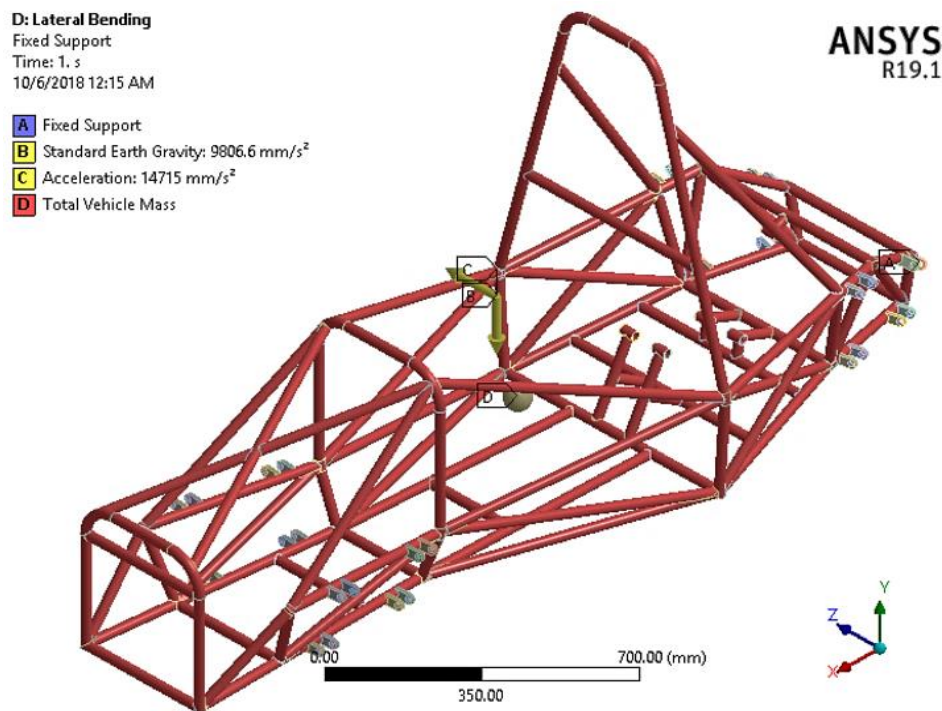 D: Lateral Bending
Fixed Support
Time: 1. s
10/6/2018 12:15 AM
A Fixed Support
B Standard Earth Gravity: 9806.6 mm/s²
C Acceleration: 14715 mm/s²
D Total Vehicle Mass
ANSYS
R19.1
C
B
A
D
0.00
700.00 (mm)
350.00
Y
Z
X